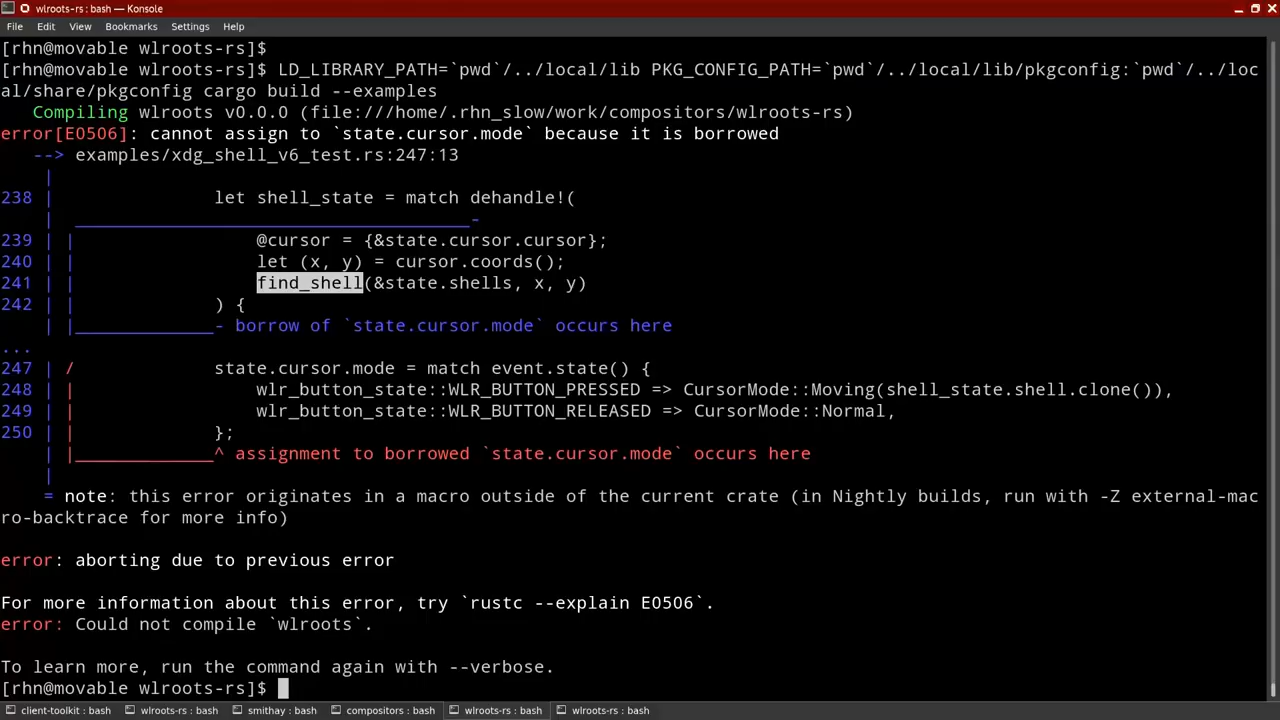 wlroots-rs : bash — Konsole
File Edit View Bookmarks Settings Help
[rhn@movable wlroots-rs]$
[rhn@movable wlroots-rs]$ LD_LIBRARY_PATH=`pwd`/../local/lib PKG_CONFIG_PATH=`pwd`/../local/lib/pkgconfig:`pwd`/../loc
al/share/pkgconfig cargo build --examples
   Compiling wlroots v0.0.0 (file:///home/.rhn_slow/work/compositors/wlroots-rs)
error[E0506]: cannot assign to `state.cursor.mode` because it is borrowed
   --> examples/xdg_shell_v6_test.rs:247:13
    |
238 |               let shell_state = match dehandle!(
    |  _____________________________________-
239 | |                 @cursor = {&state.cursor.cursor};
240 | |                 let (x, y) = cursor.coords();
241 | |                 find_shell(&state.shells, x, y)
242 | |             ) {
    | |_____________- borrow of `state.cursor.mode` occurs here
...
247 | /             state.cursor.mode = match event.state() {
248 | |                 wlr_button_state::WLR_BUTTON_PRESSED => CursorMode::Moving(shell_state.shell.clone()),
249 | |                 wlr_button_state::WLR_BUTTON_RELEASED => CursorMode::Normal,
250 | |             };
    | |_____________^ assignment to borrowed `state.cursor.mode` occurs here
    |
    = note: this error originates in a macro outside of the current crate (in Nightly builds, run with -Z external-mac
ro-backtrace for more info)
error: aborting due to previous error
For more information about this error, try `rustc --explain E0506`.
error: Could not compile `wlroots`.
To learn more, run the command again with --verbose.
[rhn@movable wlroots-rs]$
client-toolkit : bash wlroots-rs : bash smithay : bash compositors : bash wlroots-rs : bash wlroots-rs : bash